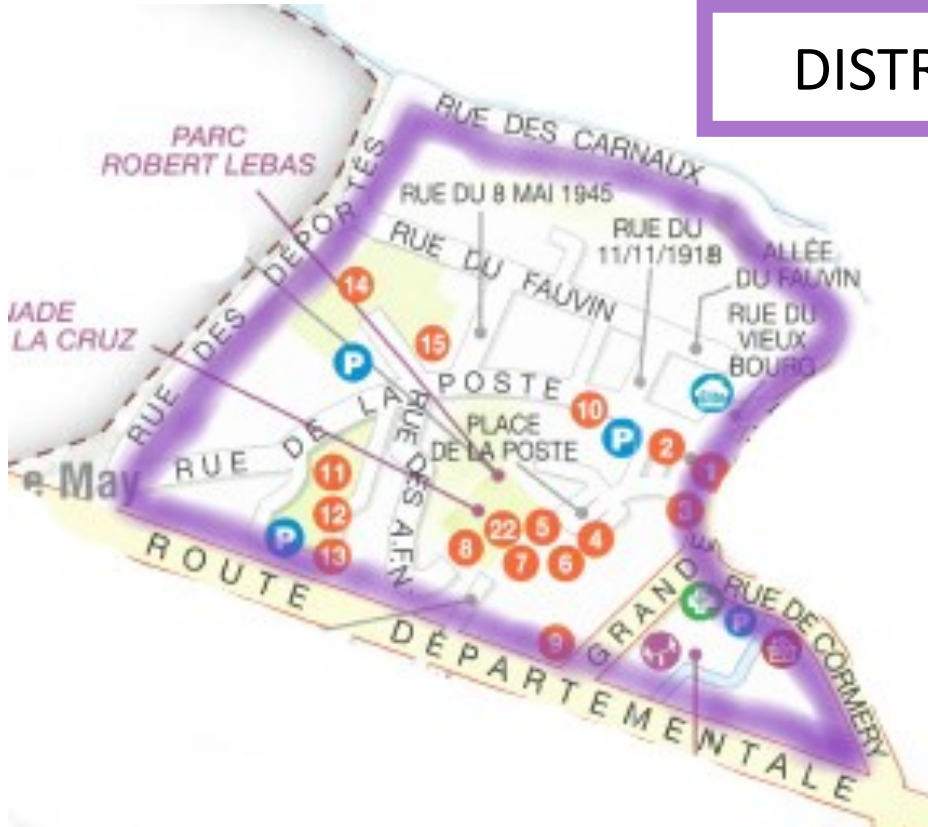 DISTR
RUE DES CARNAUX
PARC
ROBERT LEBAS
RUE DU 8 MAI 1945
RUE DU
11/11/1918
ALLÉE
DU FAUVIN
RUE DU FAUVIN
RUE DU
VIEUX
BOURG
RUE DES DÉPORTÉS
NADE
LA CRUZ
14
15
P
RUE DE LA POSTE
10
P
2
1
PLACE
DE LA POSTE
RUE DES A.F.N.
e May
11
12
13
P
3
22
5
4
8
7
6
9
GRANDE
RUE DE CORMERY
P
ROUTE DÉPARTEMENTALE